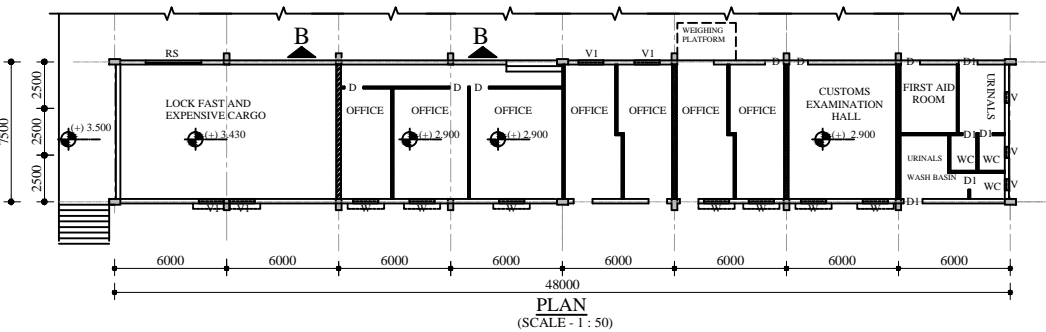 WEIGHING
PLATFORM
B
B
RS
V1
V1
D
D
D
D1
LOCK FAST AND
EXPENSIVE CARGO
D
D
D
OFFICE
OFFICE
OFFICE
OFFICE
OFFICE
OFFICE
OFFICE
CUSTOMS
EXAMINATION
HALL
FIRST AID
ROOM
URINALS
V
(+) 3.500
(+) 3.430
(+) 2.900
(+) 2.900
(+) 2.900
D1
D1
URINALS
WC
WC
V
WASH BASIN
D1
WC
V
V1
V1
W
W
W
W
W
W
W
D1
7500
2500
2500
2500
6000
6000
6000
6000
6000
6000
6000
6000
48000
PLAN
(SCALE - 1 : 50)